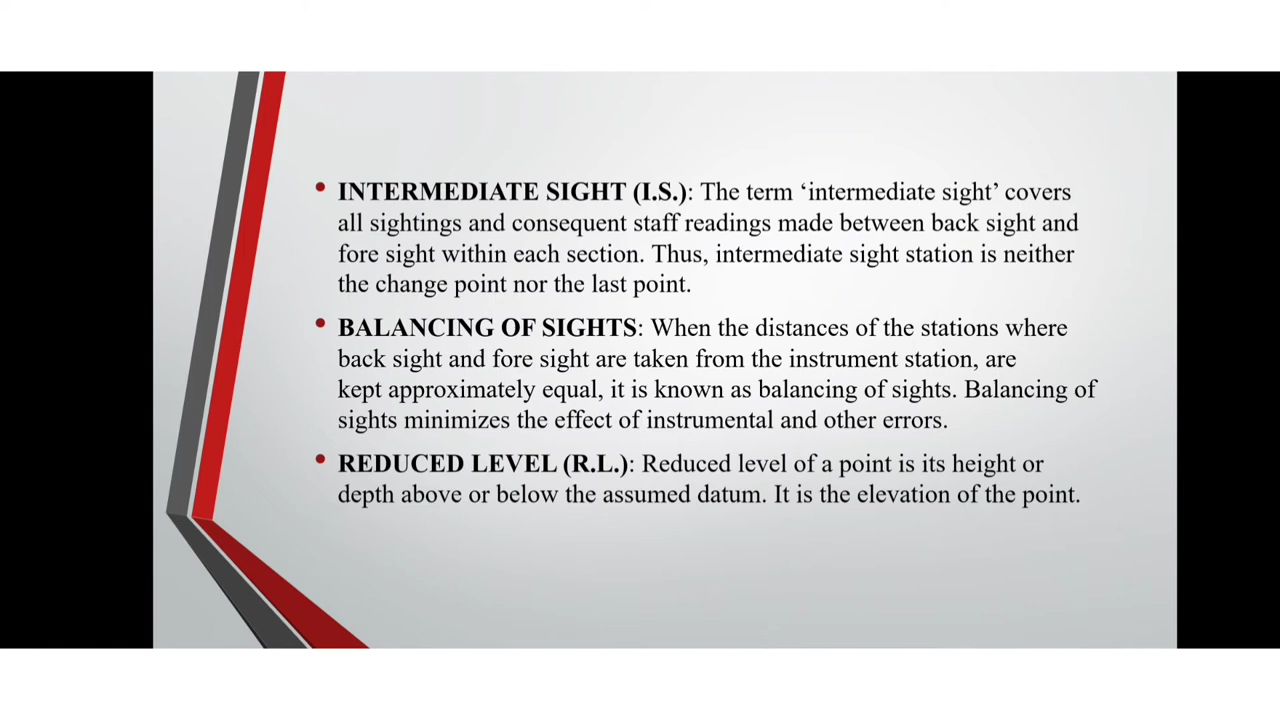 • INTERMEDIATE SIGHT (I.S.): The term ‘intermediate sight’ covers
all sightings and consequent staff readings made between back sight and
fore sight within each section. Thus, intermediate sight station is neither
the change point nor the last point.
• BALANCING OF SIGHTS: When the distances of the stations where
back sight and fore sight are taken from the instrument station, are
kept approximately equal, it is known as balancing of sights. Balancing of
sights minimizes the effect of instrumental and other errors.
• REDUCED LEVEL (R.L.): Reduced level of a point is its height or
depth above or below the assumed datum. It is the elevation of the point.